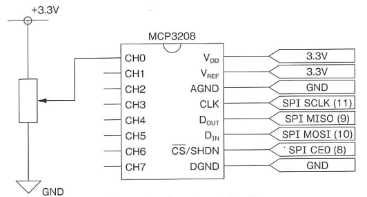 +3.3V
MCP3208
CH0 VDD 3.3V
CH1 VREF 3.3V
CH2 AGND GND
CH3 CLK SPI SCLK (11)
CH4 DOUT SPI MISO (9)
CH5 DIN SPI MOSI (10)
CH6 CS/SHDN SPI CE0 (8)
CH7 DGND GND
GND